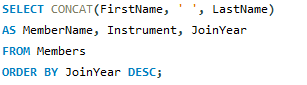 SELECT CONCAT(FirstName, ' ', LastName)
AS MemberName, Instrument, JoinYear
FROM Members
ORDER BY JoinYear DESC;